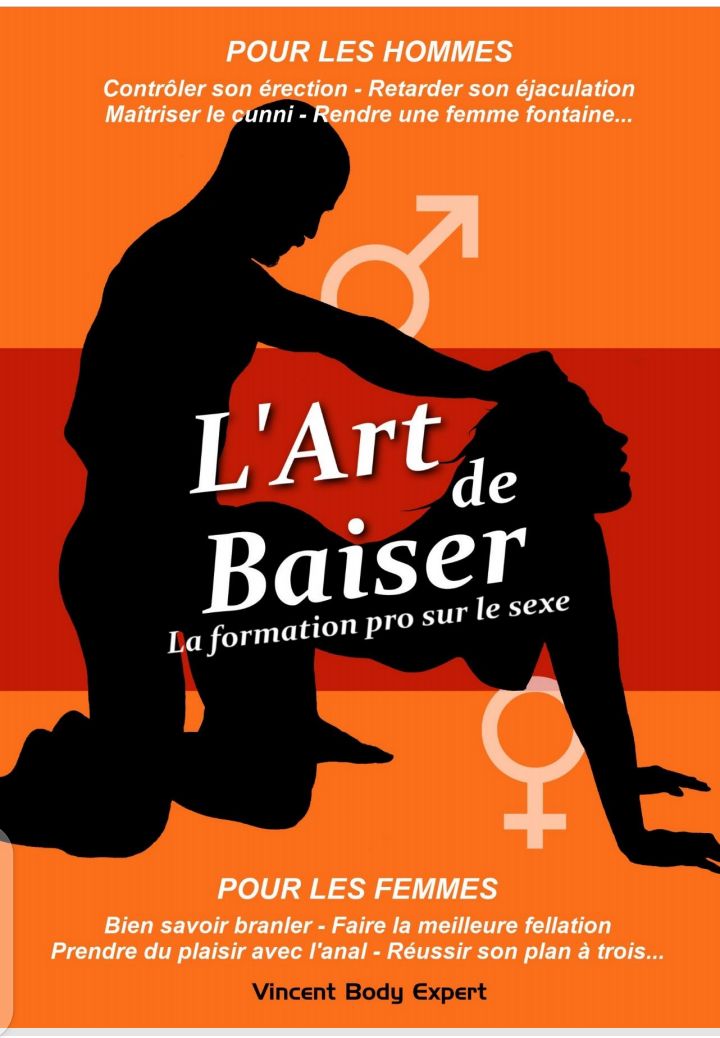 POUR LES HOMMES
Contrôler son érection - Retarder son éjaculation
Maîtriser le cunni - Rendre une femme fontaine...
L'Art
de
Baiser
La formation pro sur le sexe
POUR LES FEMMES
Bien savoir branler - Faire la meilleure fellation
Prendre du plaisir avec l'anal - Réussir son plan à trois...
Vincent Body Expert